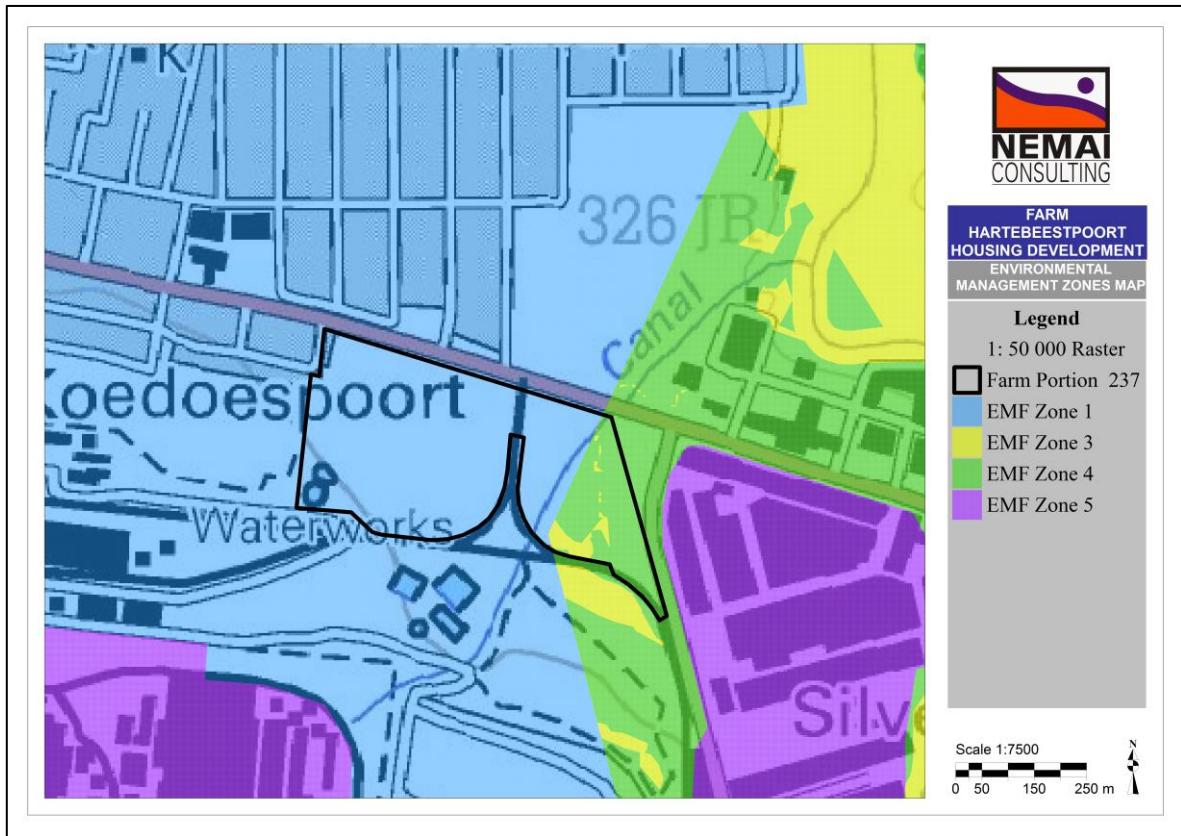 K
326 JR
Canal
Koedoespoort
Waterworks
Silve
NEMAI
CONSULTING
FARM
HARTEBEESTPOORT
HOUSING DEVELOPMENT
ENVIRONMENTAL
MANAGEMENT ZONES MAP
Legend
1: 50 000 Raster
Farm Portion 237
EMF Zone 1
EMF Zone 3
EMF Zone 4
EMF Zone 5
Scale 1:7500
N
0 50 150 250 m